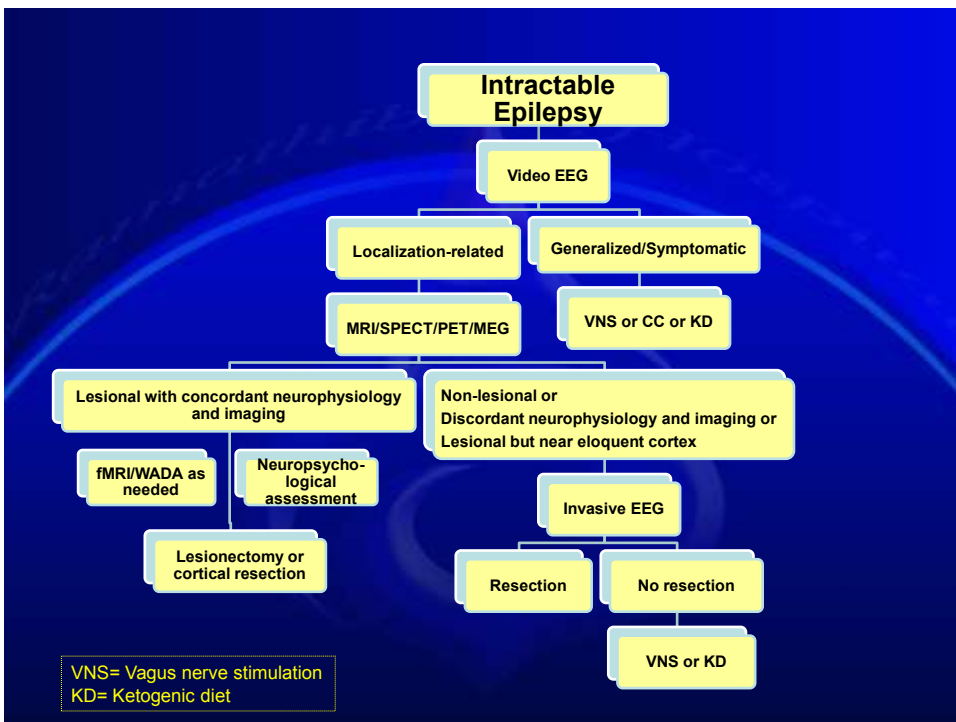 Intractable
Epilepsy
Video EEG
Localization-related
Generalized/Symptomatic
MRI/SPECT/PET/MEG
VNS or CC or KD
Lesional with concordant neurophysiology
and imaging
Non-lesional or
Discordant neurophysiology and imaging or
Lesional but near eloquent cortex
fMRI/WADA as
needed
Neuropsycho-
logical
assessment
Invasive EEG
Lesionectomy or
cortical resection
Resection
No resection
VNS or KD
VNS= Vagus nerve stimulation
KD= Ketogenic diet